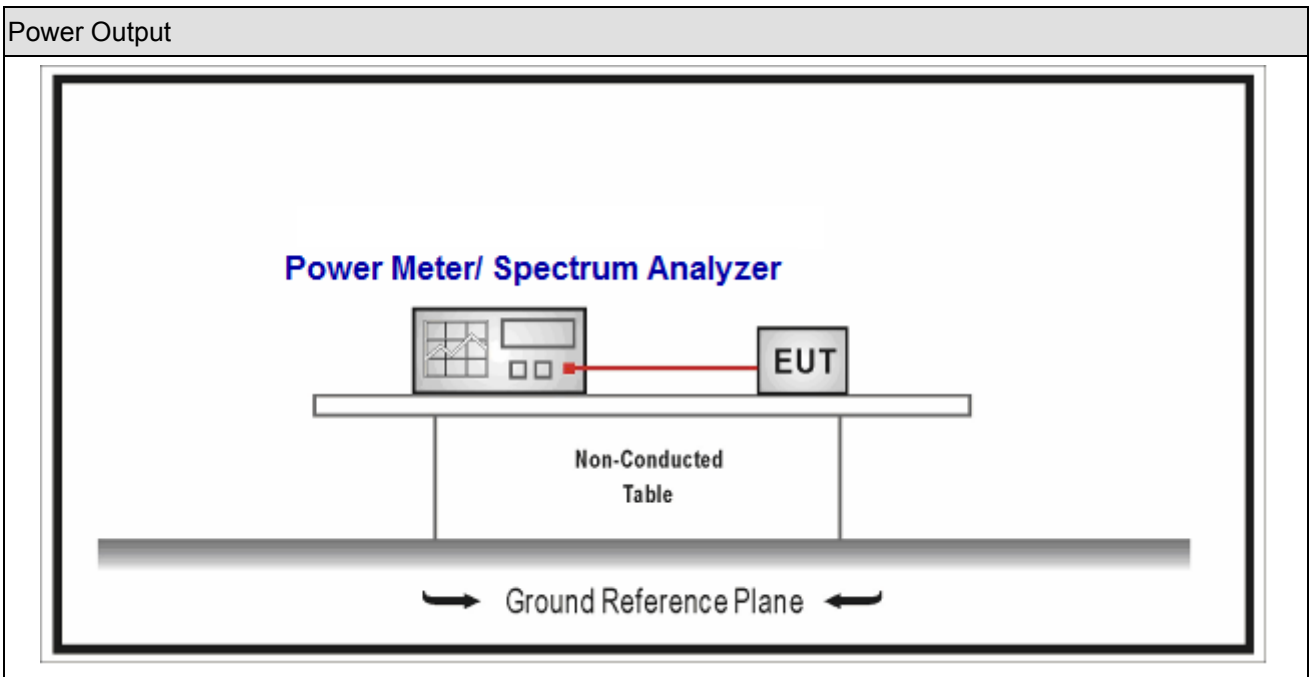 Power Output
Power Meter/ Spectrum Analyzer
EUT
Non-Conducted
Table
Ground Reference Plane